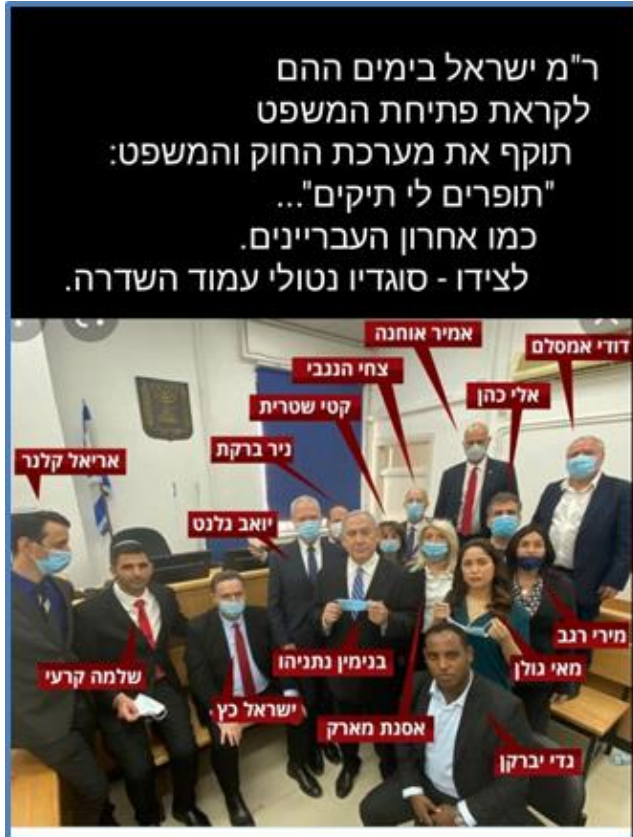 ר"מ ישראל בימים ההם
לקראת פתיחת המשפט
תוקף את מערכת החוק והמשפט:
"תופרים לי תיקים"...
כמו אחרון העבריינים.
לצידו - סוגדיו נטולי עמוד השדרה.
אמיר אוחנה
דודי אמסלם
צחי הנגבי
אלי כהן
קטי שטרית
ניר ברקת
אריאל קלנר
יואב גלנט
מירי רגב
בנימין נתניהו
מאי גולן
שלמה קרעי
ישראל כץ
אסנת מארק
גדי יברקן